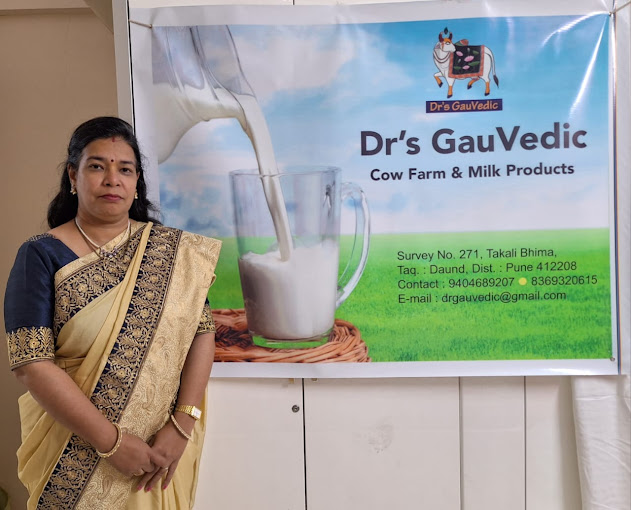 Dr's GauVedic
Dr's GauVedic
Cow Farm & Milk Products
Survey No. 271, Takali Bhima,
Taq. : Daund, Dist. : Pune 412208
Contact : 9404689207 8369320615
E-mail : drgauvedic@gmail.com